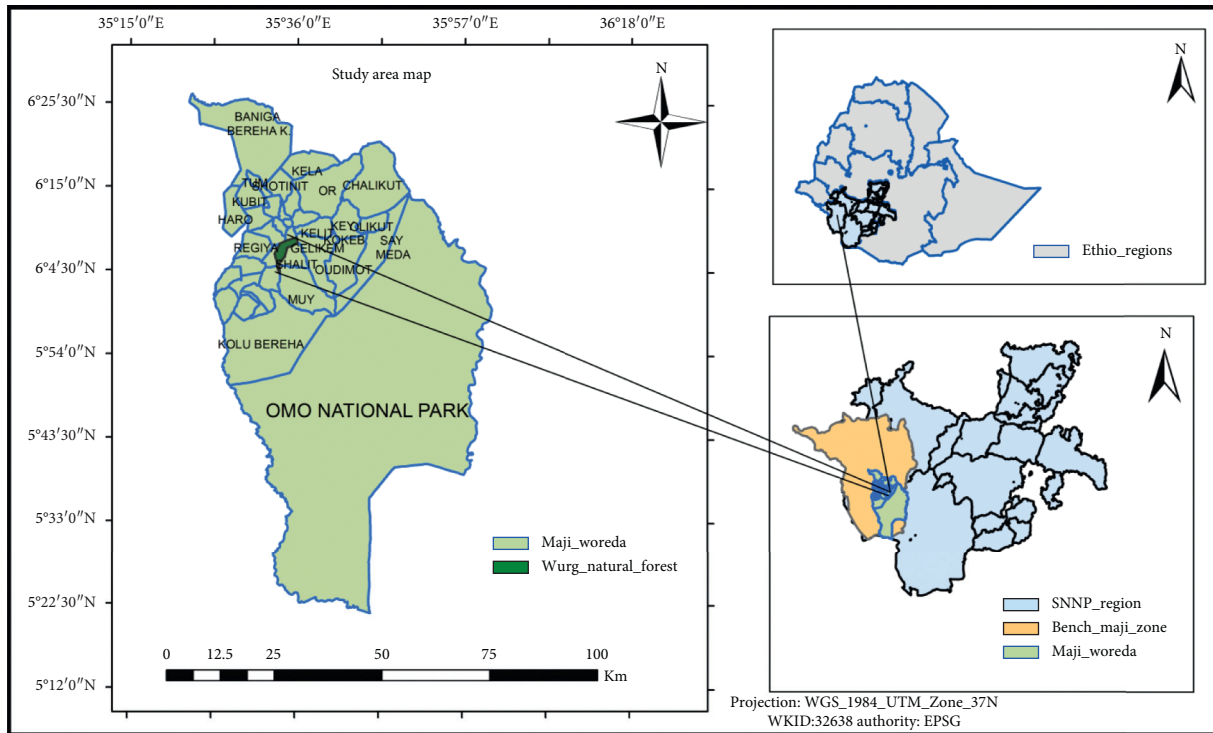 35°15′0″E 35°36′0″E 35°57′0″E 36°18′0″E
Study area map
N
6°25′30″N
6°15′0″N
6°4′30″N
5°54′0″N
5°43′30″N
5°33′0″N
5°22′30″N
5°12′0″N
BANIGA
BEREHA K.
KELA
TUM
SHOTINIT
OR
CHALIKUT
KUBIT
HARO
KELIT
KEY
KOKEB
OLIKUT
SAY
MEDA
REGIYA
GELIKEM
SHALIT
OUDIMOT
MUY
KOLU BEREHA
OMO NATIONAL PARK
Maji_woreda
Wurg_natural_forest
0 12.5 25 50 75 100
Km
N
Ethio_regions
N
SNNP_region
Bench_maji_zone
Maji_woreda
Projection: WGS_1984_UTM_Zone_37N
WKID:32638 authority: EPSG